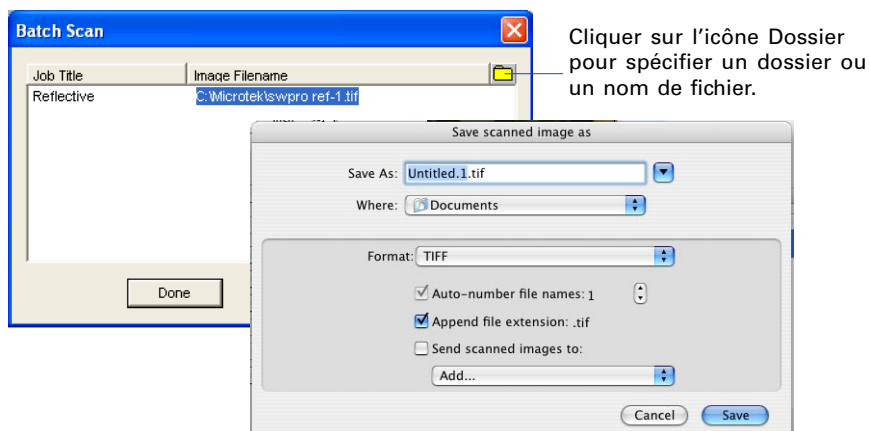 Batch Scan
Cliquer sur l’icône Dossier
pour spécifier un dossier ou
un nom de fichier.
Job Title Image Filename
Reflective C:\Microtek\swpro ref-1.tif
Save scanned image as
Save As: Untitled.1.tif
Where: Documents
Format: TIFF
Auto-number file names: 1
Append file extension: .tif
Send scanned images to:
Add...
Done
Cancel Save